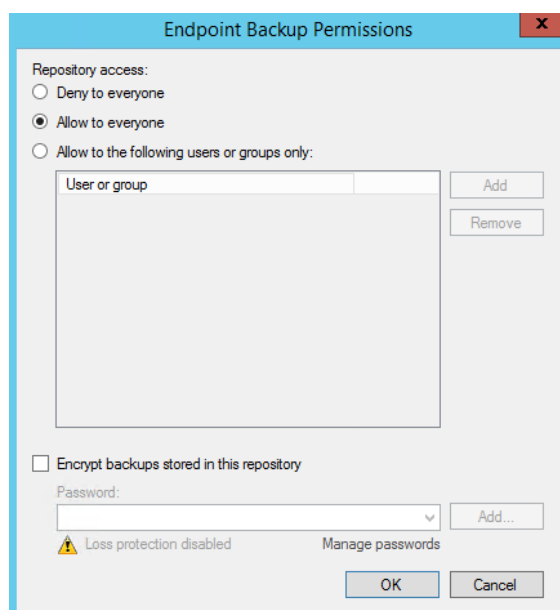 Endpoint Backup Permissions
x
Repository access:
Deny to everyone
Allow to everyone
Allow to the following users or groups only:
User or group
Add
Remove
Encrypt backups stored in this repository
Password:
Add...
Loss protection disabled
Manage passwords
OK
Cancel